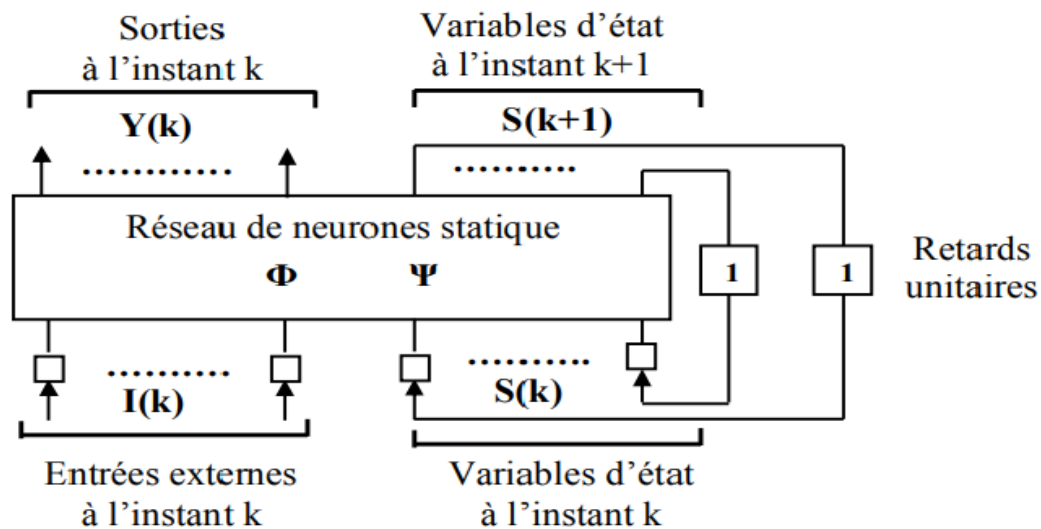 Sorties
à l’instant k
Variables d’état
à l’instant k+1
Y(k)
S(k+1)
............
..........
Réseau de neurones statique
Φ Ψ
1 1
Retards
unitaires
..........
..........
I(k)
S(k)
Entrées externes
à l’instant k
Variables d’état
à l’instant k